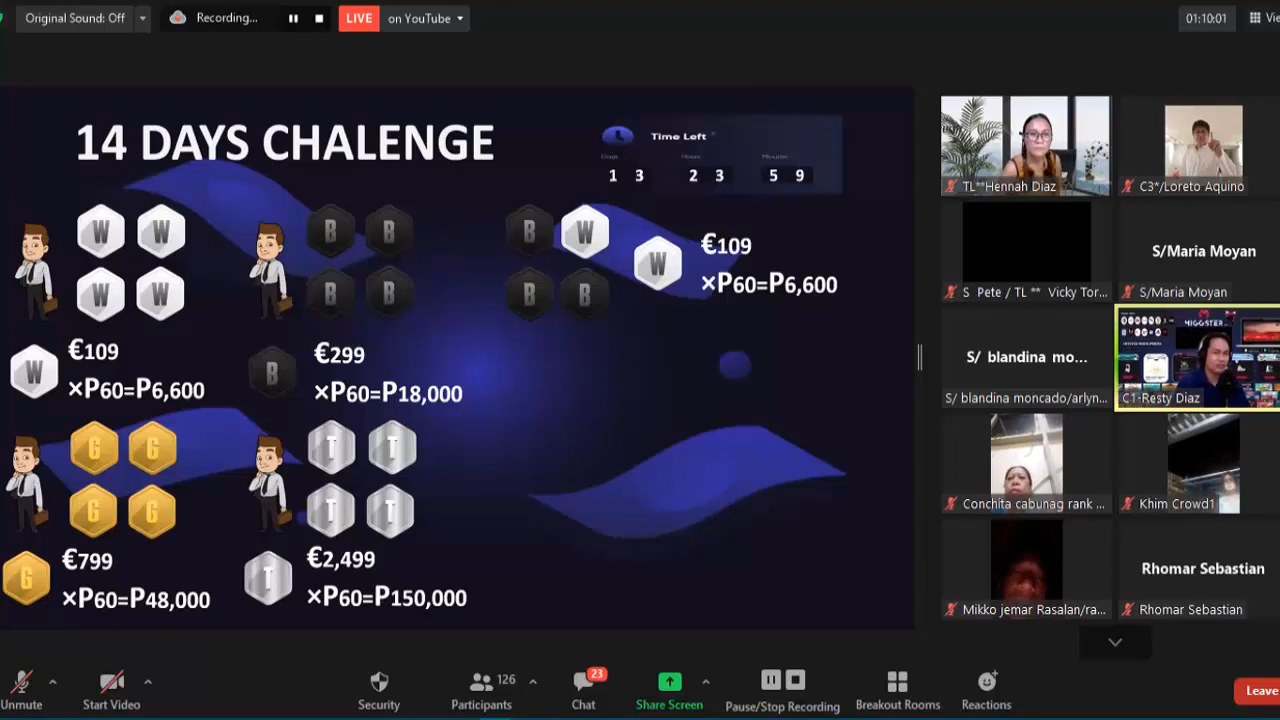 Original Sound: Off
Recording...
LIVE
on YouTube
01:10:01
14 DAYS CHALENGE
Time Left
Days
Hours
Minutes
1 3
2 3
5 9
W W
W W
B B
B B
B W
B B
W
€109
×P60=P6,600
W
€109
×P60=P6,600
B
€299
×P60=P18,000
G G
G G
T T
T T
G
€799
×P60=P48,000
T
€2,499
×P60=P150,000
TL**Hennah Diaz
C3*/Loreto Aquino
S Pete / TL ** Vicky Tor...
S/Maria Moyan
S/Maria Moyan
S/ blandina mo...
S/ blandina moncado/arlyn...
HIGGSTER
C1-Resty Diaz
Conchita cabunag rank ...
Khim Crowd1
Mikko jemar Rasalan/ra...
Rhomar Sebastian
Rhomar Sebastian
Unmute
Start Video
Security
126
Participants
23
Chat
Share Screen
Pause/Stop Recording
Breakout Rooms
Reactions
Leave